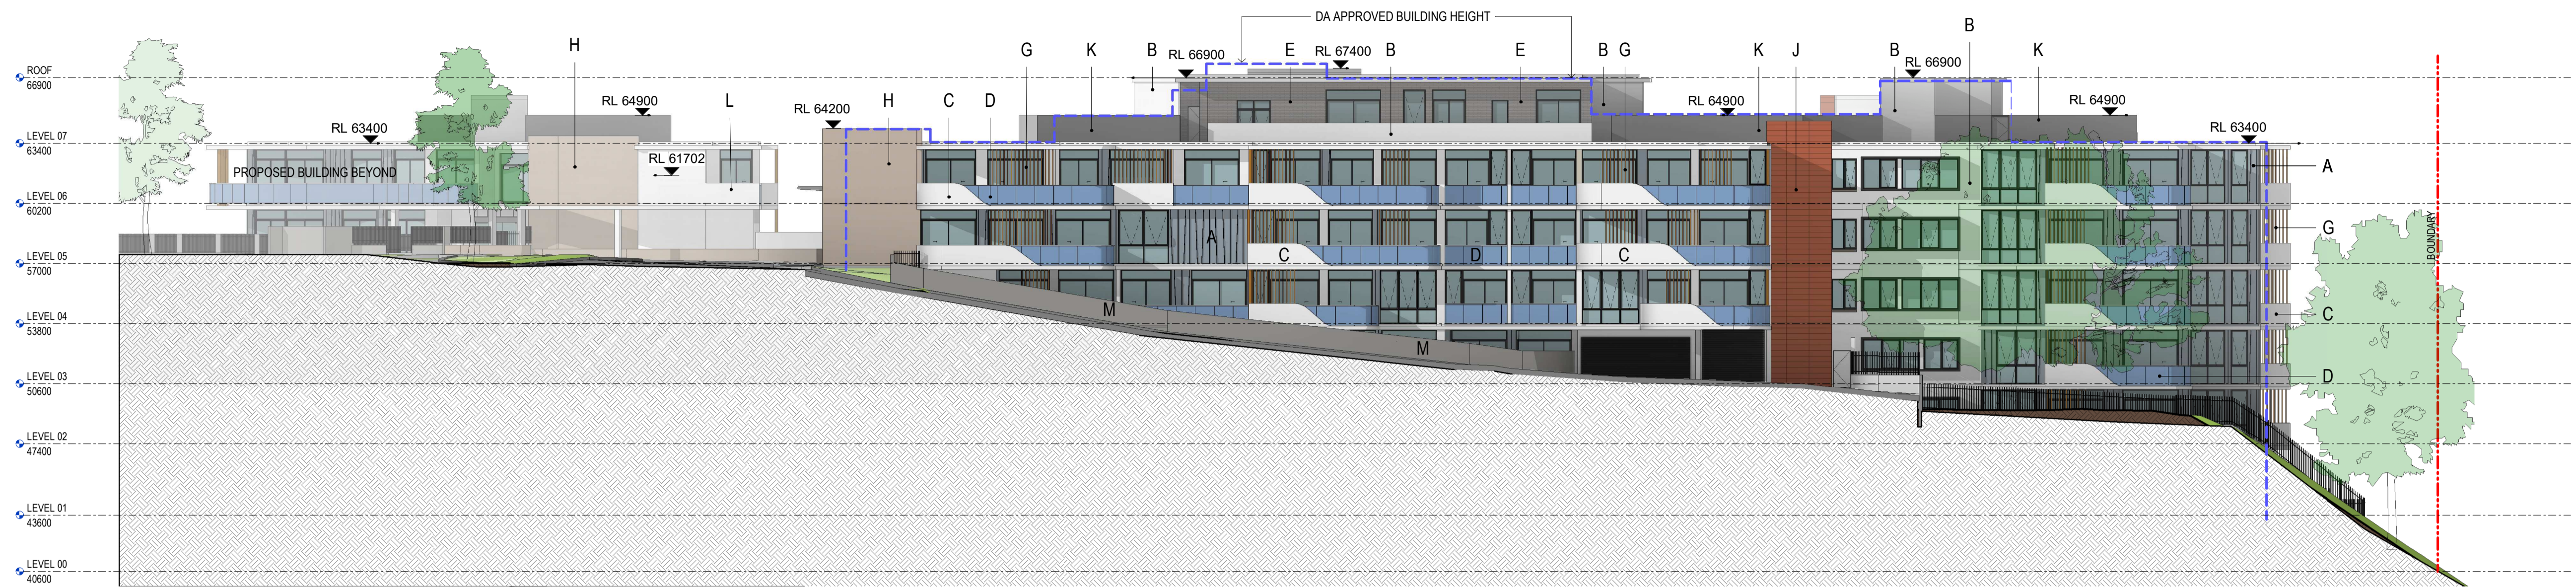 DA APPROVED BUILDING HEIGHT
H
G
K
B
RL 66900
E
RL 67400
B
E
B
G
K
J
B
RL 66900
B
K
ROOF
66900
RL 63400
RL 64900
L
RL 64200
H
C
D
RL 64900
RL 64900
RL 63400
LEVEL 07
63400
PROPOSED BUILDING BEYOND
RL 61702
A
LEVEL 06
60200
A
C
D
C
G
BOUNDARY
LEVEL 05
57000
M
C
LEVEL 04
53800
M
D
LEVEL 03
50600
LEVEL 02
47400
LEVEL 01
43600
LEVEL 00
40600